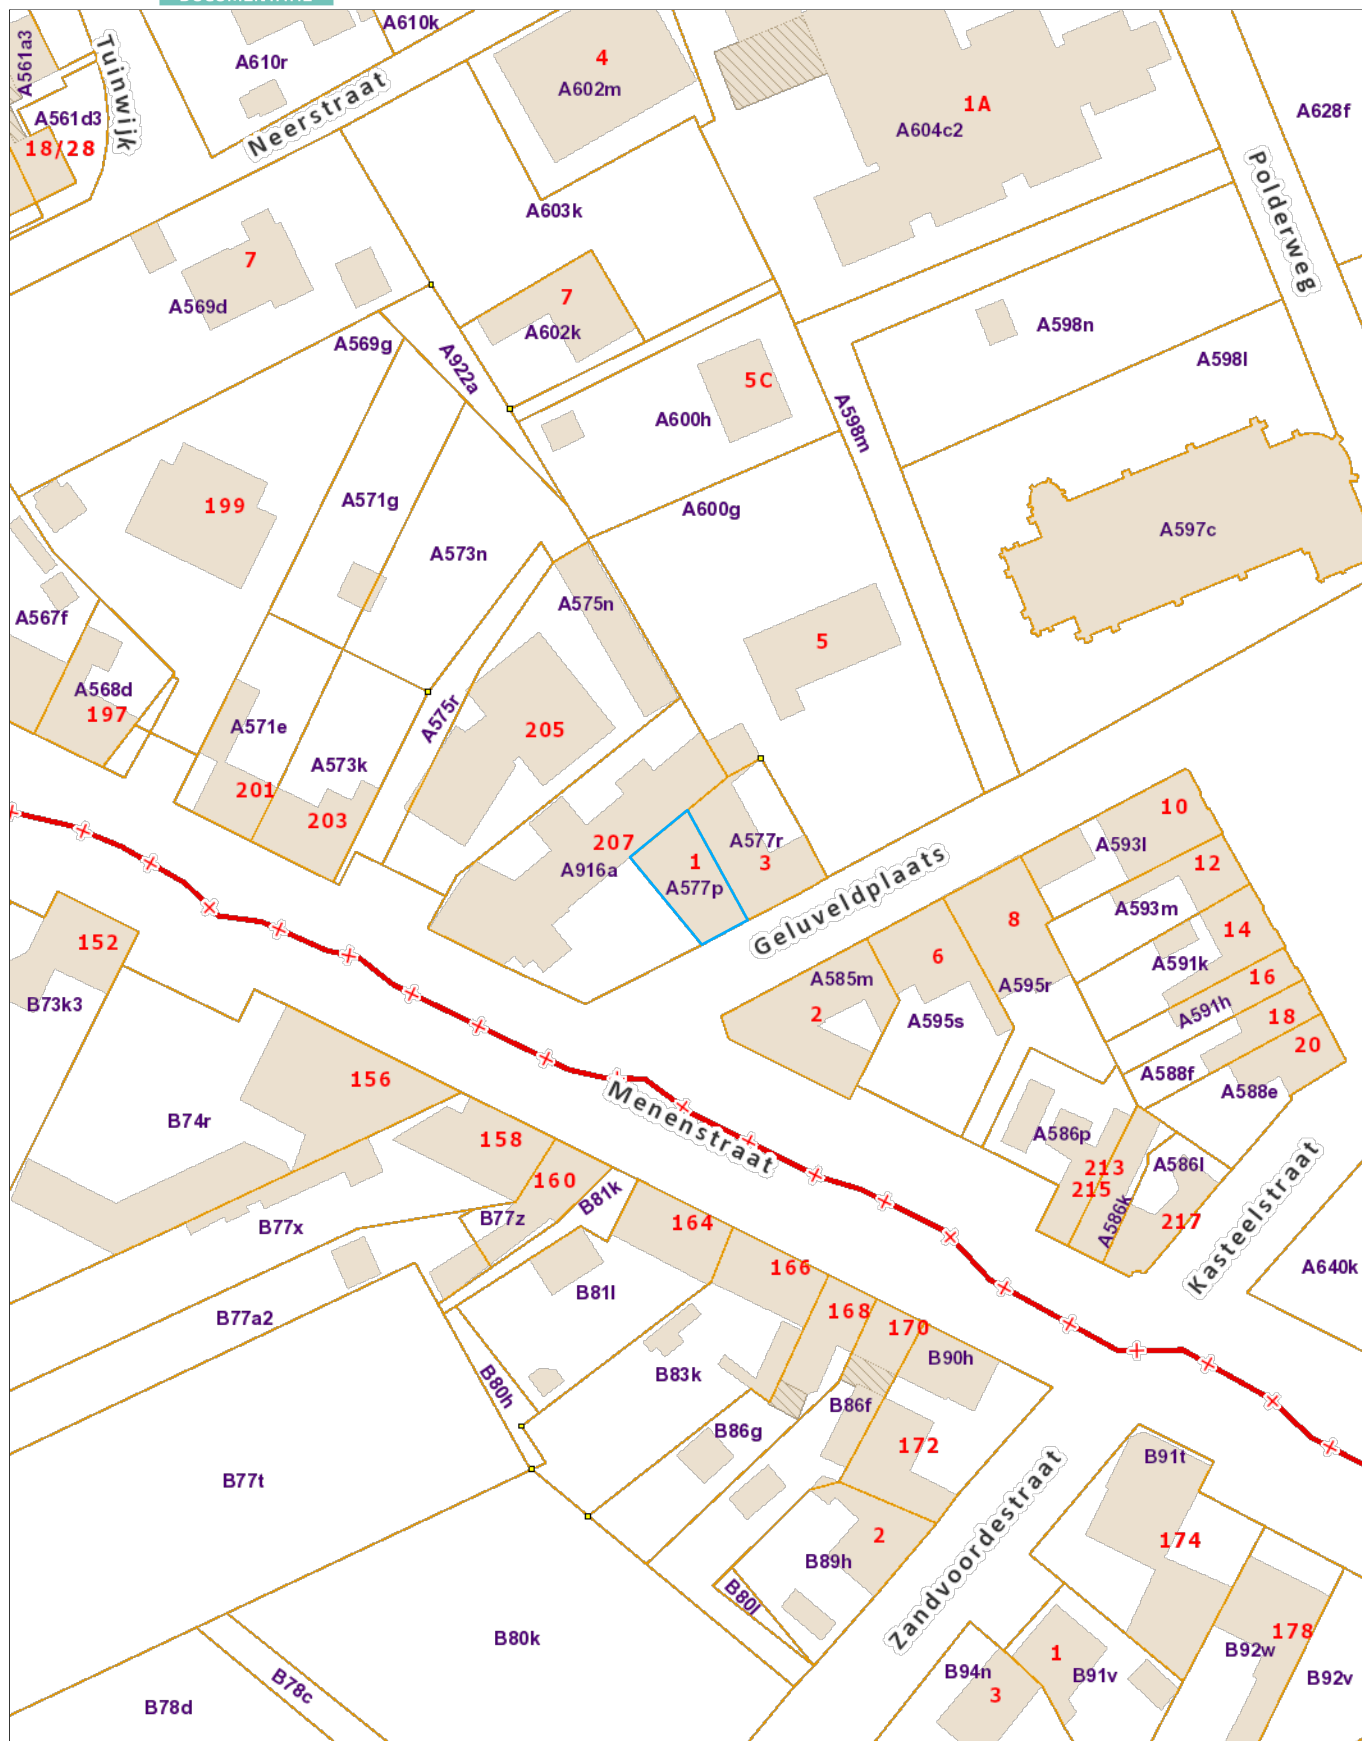 A561a3
Tuinwijk
A610r
A610k
4
A602m
1A
A604c2
A628f
A561d3
18/28
Neerstraat
Polderweg
A603k
7
A569d
7
A602k
A569g
A922a
A598n
A598l
5C
A600h
A598m
199
A571g
A600g
A597c
A573n
A575n
A567f
5
A568d
197
A571e
A575r
205
A573k
201
203
207
A916a
1
A577p
A577r
3
Geluveldplaats
10
A593l
12
A593m
8
14
152
6
A585m
A591k
16
A595r
B73k3
2
A595s
A591h
18
20
156
A588f
A588e
Menenstraat
B74r
158
A586p
213
A586l
160
215
B81k
B77z
164
A586k
217
B77x
Kasteelstraat
166
A640k
B81l
B77a2
168
170
B90h
B80h
B83k
B86f
B86g
172
B91t
B77t
Zandvoordestraat
2
174
B89h
B80l
178
B80k
1
B92w
B94n
B91v
B92v
3
B78c
B78d